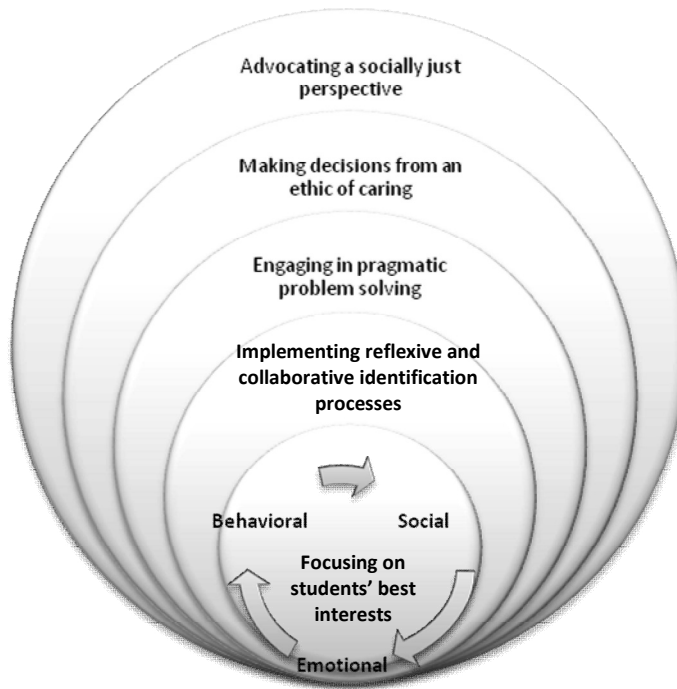 Advocating a socially just
perspective
Making decisions from an
ethic of caring
Engaging in pragmatic
problem solving
Implementing reflexive and
collaborative identification
processes
Behavioral
Social
Focusing on
students' best
interests
Emotional